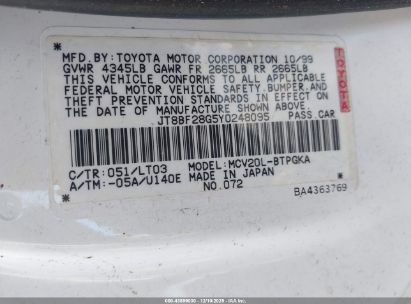 MFD. BY: TOYOTA MOTOR CORPORATION 10/99
GVWR 4345LB GAWR FR 2665LB RR 2665LB
THIS VEHICLE CONFORMS TO ALL APPLICABLE
FEDERAL MOTOR VEHICLE SAFETY, BUMPER, AND
THEFT PREVENTION STANDARDS IN EFFECT ON
THE DATE OF MANUFACTURE SHOWN ABOVE.
JT8BF28G5Y0248095 PASS.CAR
TOYOTA
C/TR: 051/LT03 MODEL: MCV20L-BTPGKA
A/TM: -05A/U140E MADE IN JAPAN
NO.072
BA4363769